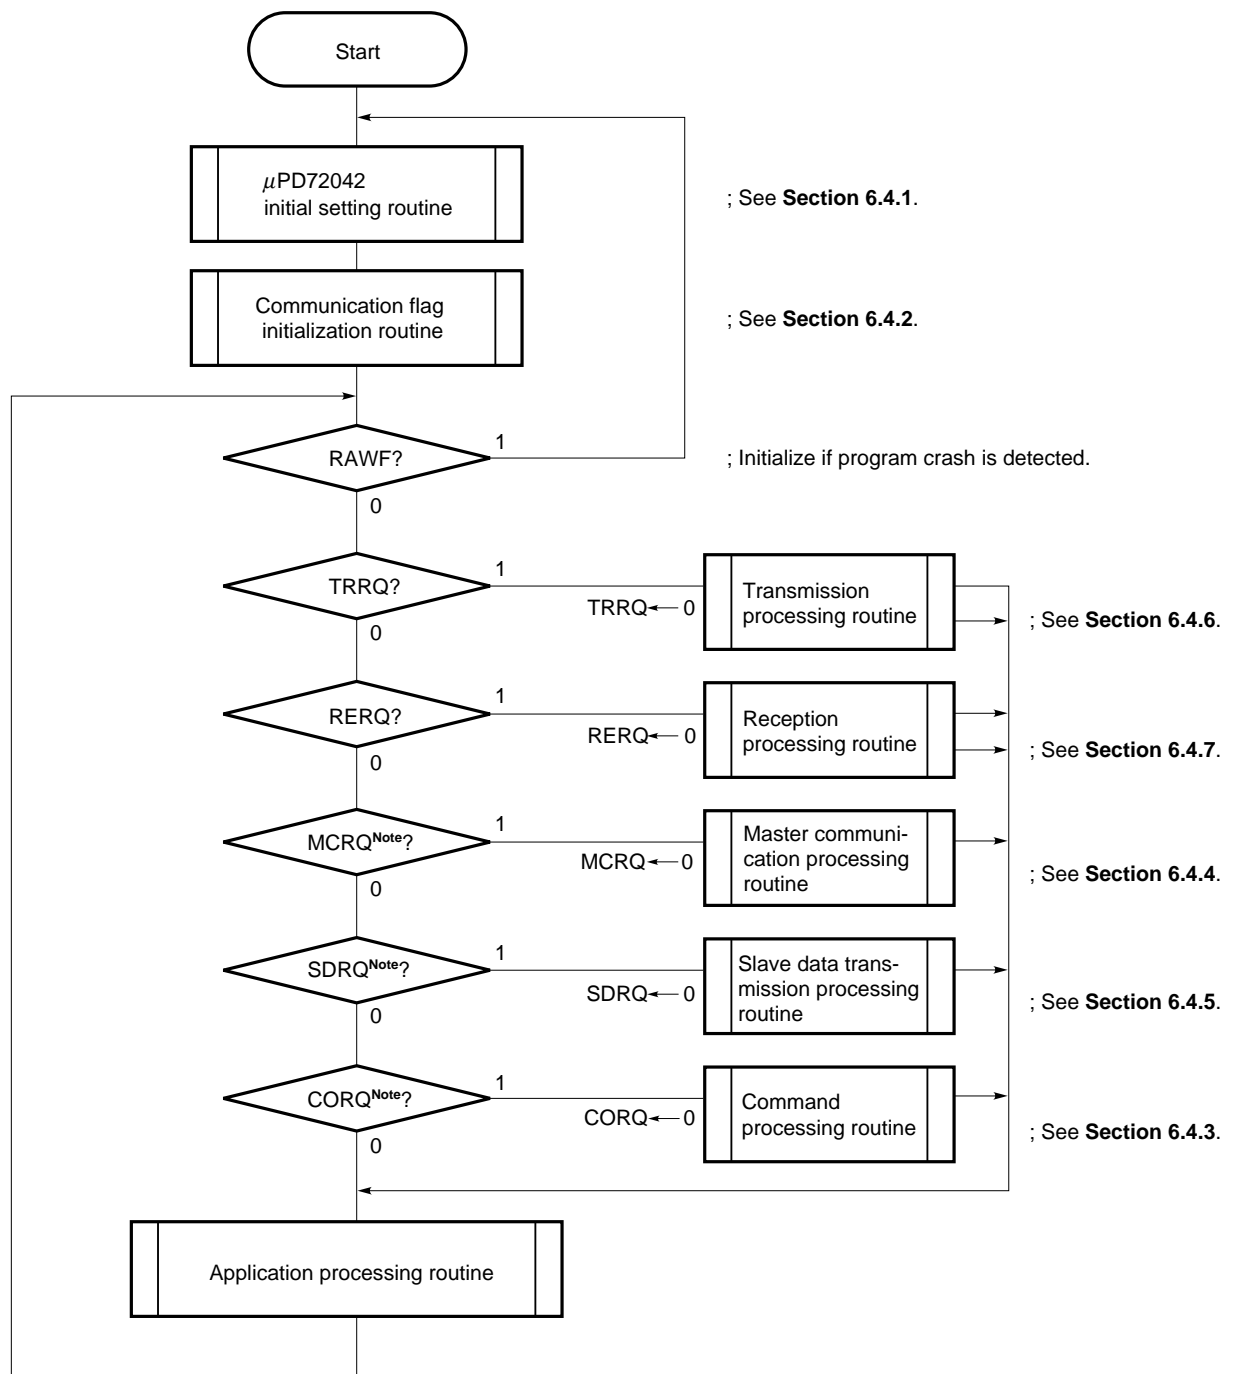 Start
μPD72042
initial setting routine
; See Section 6.4.1.
Communication flag
initialization routine
; See Section 6.4.2.
RAWF?
1
; Initialize if program crash is detected.
0
TRRQ?
1
TRRQ ← 0
Transmission
processing routine
; See Section 6.4.6.
0
RERQ?
1
RERQ ← 0
Reception
processing routine
; See Section 6.4.7.
0
MCRQNote?
1
MCRQ ← 0
Master communi-
cation processing
routine
; See Section 6.4.4.
0
SDRQNote?
1
SDRQ ← 0
Slave data trans-
mission processing
routine
; See Section 6.4.5.
0
CORQNote?
1
CORQ ← 0
Command
processing routine
; See Section 6.4.3.
0
Application processing routine